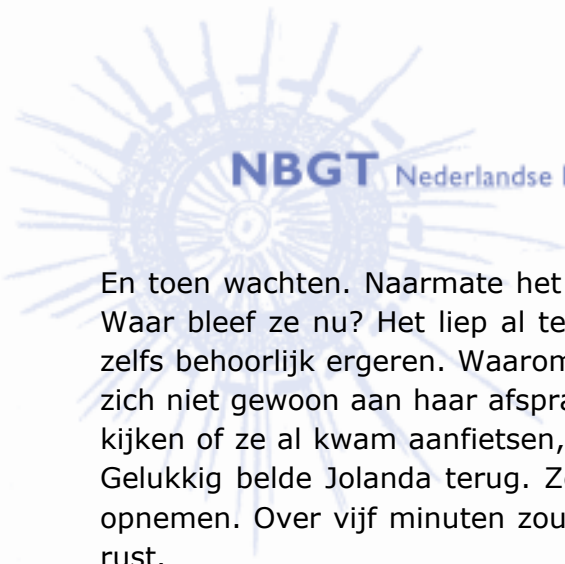 NBGT Nederlandse
En toen wachten. Naarmate het
Waar bleef ze nu? Het liep al te
zelfs behoorlijk ergeren. Waarom
zich niet gewoon aan haar afspra
kijken of ze al kwam aanfietsen,
Gelukkig belde Jolanda terug. Z
opnemen. Over vijf minuten zou
rust.